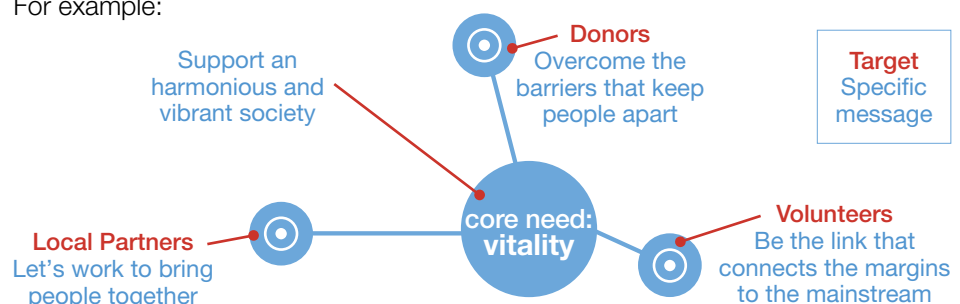 For example:
Support an
harmonious and
vibrant society
Donors
Overcome the
barriers that keep
people apart
Target
Specific
message
core need:
vitality
Local Partners
Let's work to bring
people together
Volunteers
Be the link that
connects the margins
to the mainstream